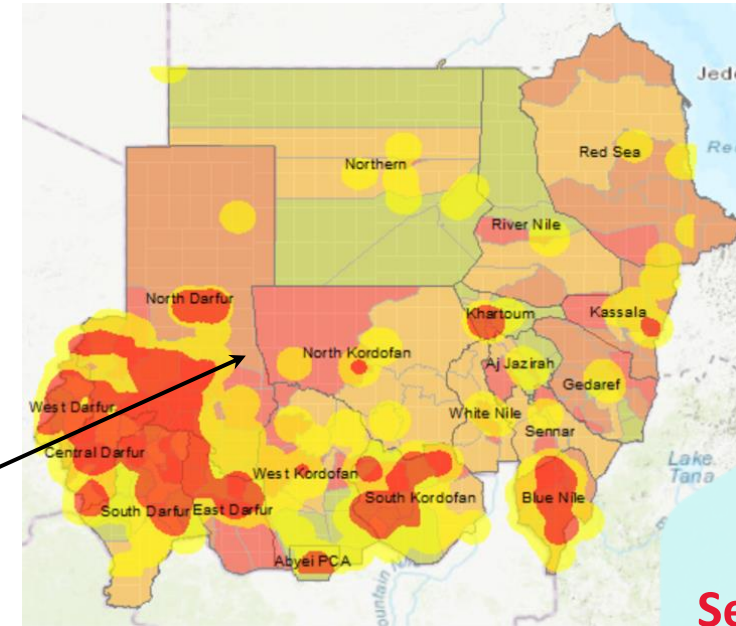 Jed
Red Sea
Re
Northern
River Nile
North Darfur
Khartoum
Kassala
North Kordofan
Aj Jazirah
Gedaref
West Darfur
White Nile
Sennar
Central Darfur
West Kordofan
Lake
Tana
South Darfur
East Darfur
South Kordofan
Blue Nile
Abyei PCA
Se